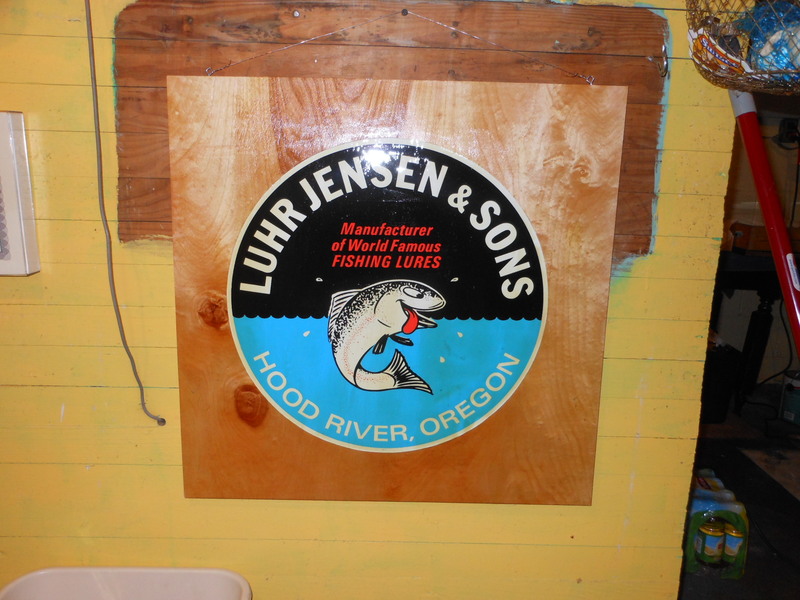 LUHR JENSEN & SONS
Manufacturer
of World Famous
FISHING LURES
HOOD RIVER, OREGON